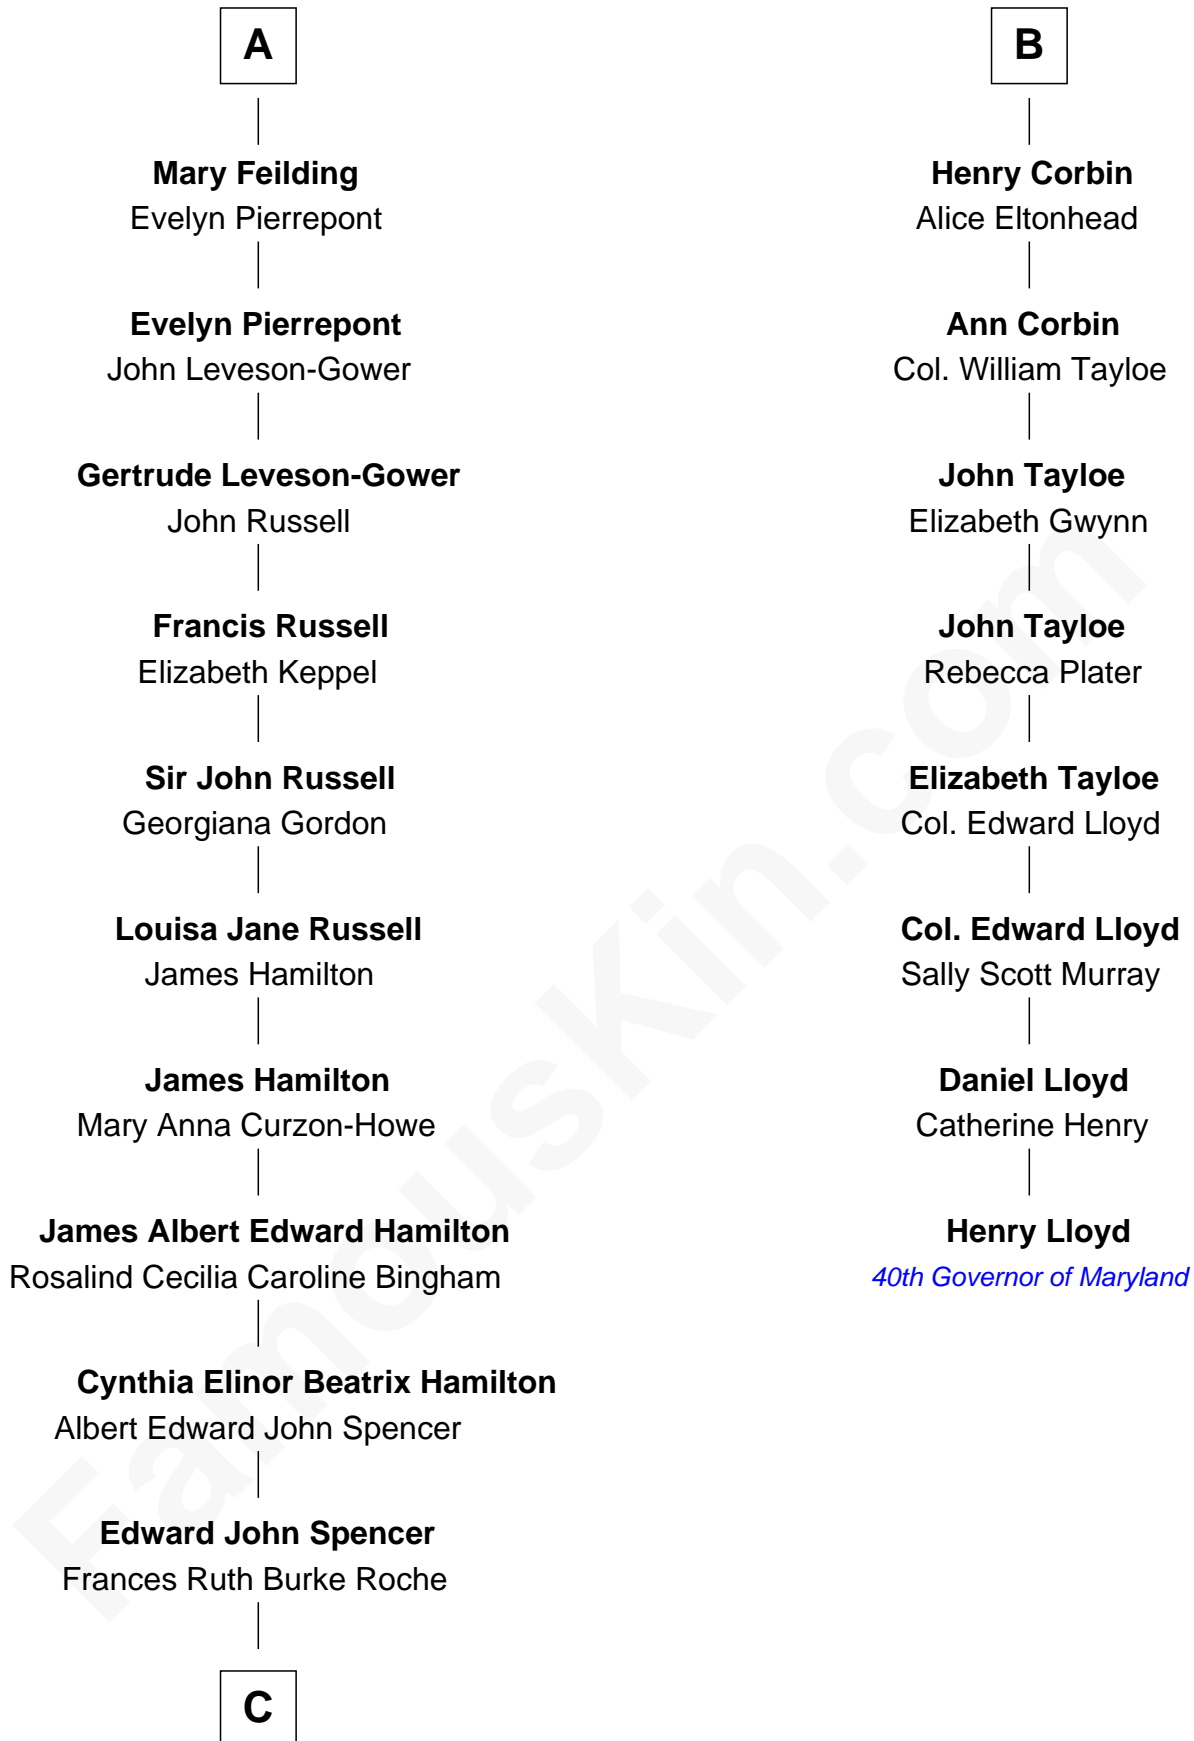 A
Mary Feilding
Evelyn Pierrepont
Evelyn Pierrepont
John Leveson-Gower
Gertrude Leveson-Gower
John Russell
Francis Russell
Elizabeth Keppel
Sir John Russell
Georgiana Gordon
Louisa Jane Russell
James Hamilton
James Hamilton
Mary Anna Curzon-Howe
James Albert Edward Hamilton
Rosalind Cecilia Caroline Bingham
Cynthia Elinor Beatrix Hamilton
Albert Edward John Spencer
Edward John Spencer
Frances Ruth Burke Roche
C
B
Henry Corbin
Alice Eltonhead
Ann Corbin
Col. William Tayloe
John Tayloe
Elizabeth Gwynn
John Tayloe
Rebecca Plater
Elizabeth Tayloe
Col. Edward Lloyd
Col. Edward Lloyd
Sally Scott Murray
Daniel Lloyd
Catherine Henry
Henry Lloyd
40th Governor of Maryland
FamousKin.com